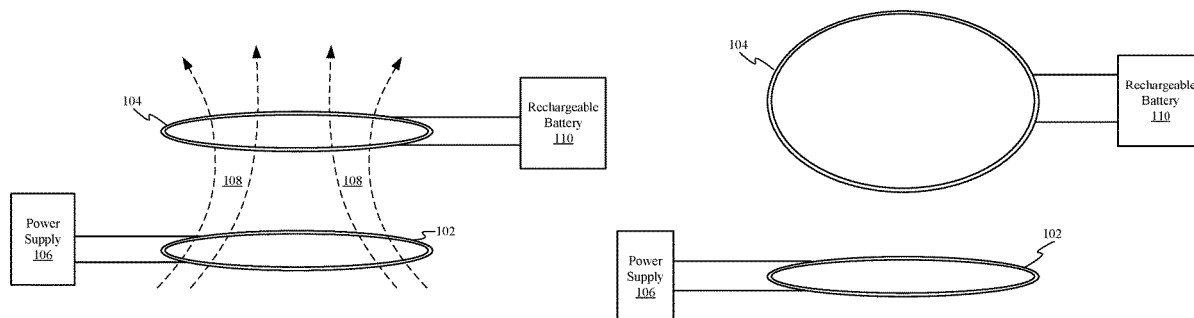 104
Rechargeable
Battery
110
108
108
Power
Supply
106
102
104
Rechargeable
Battery
110
Power
Supply
106
102